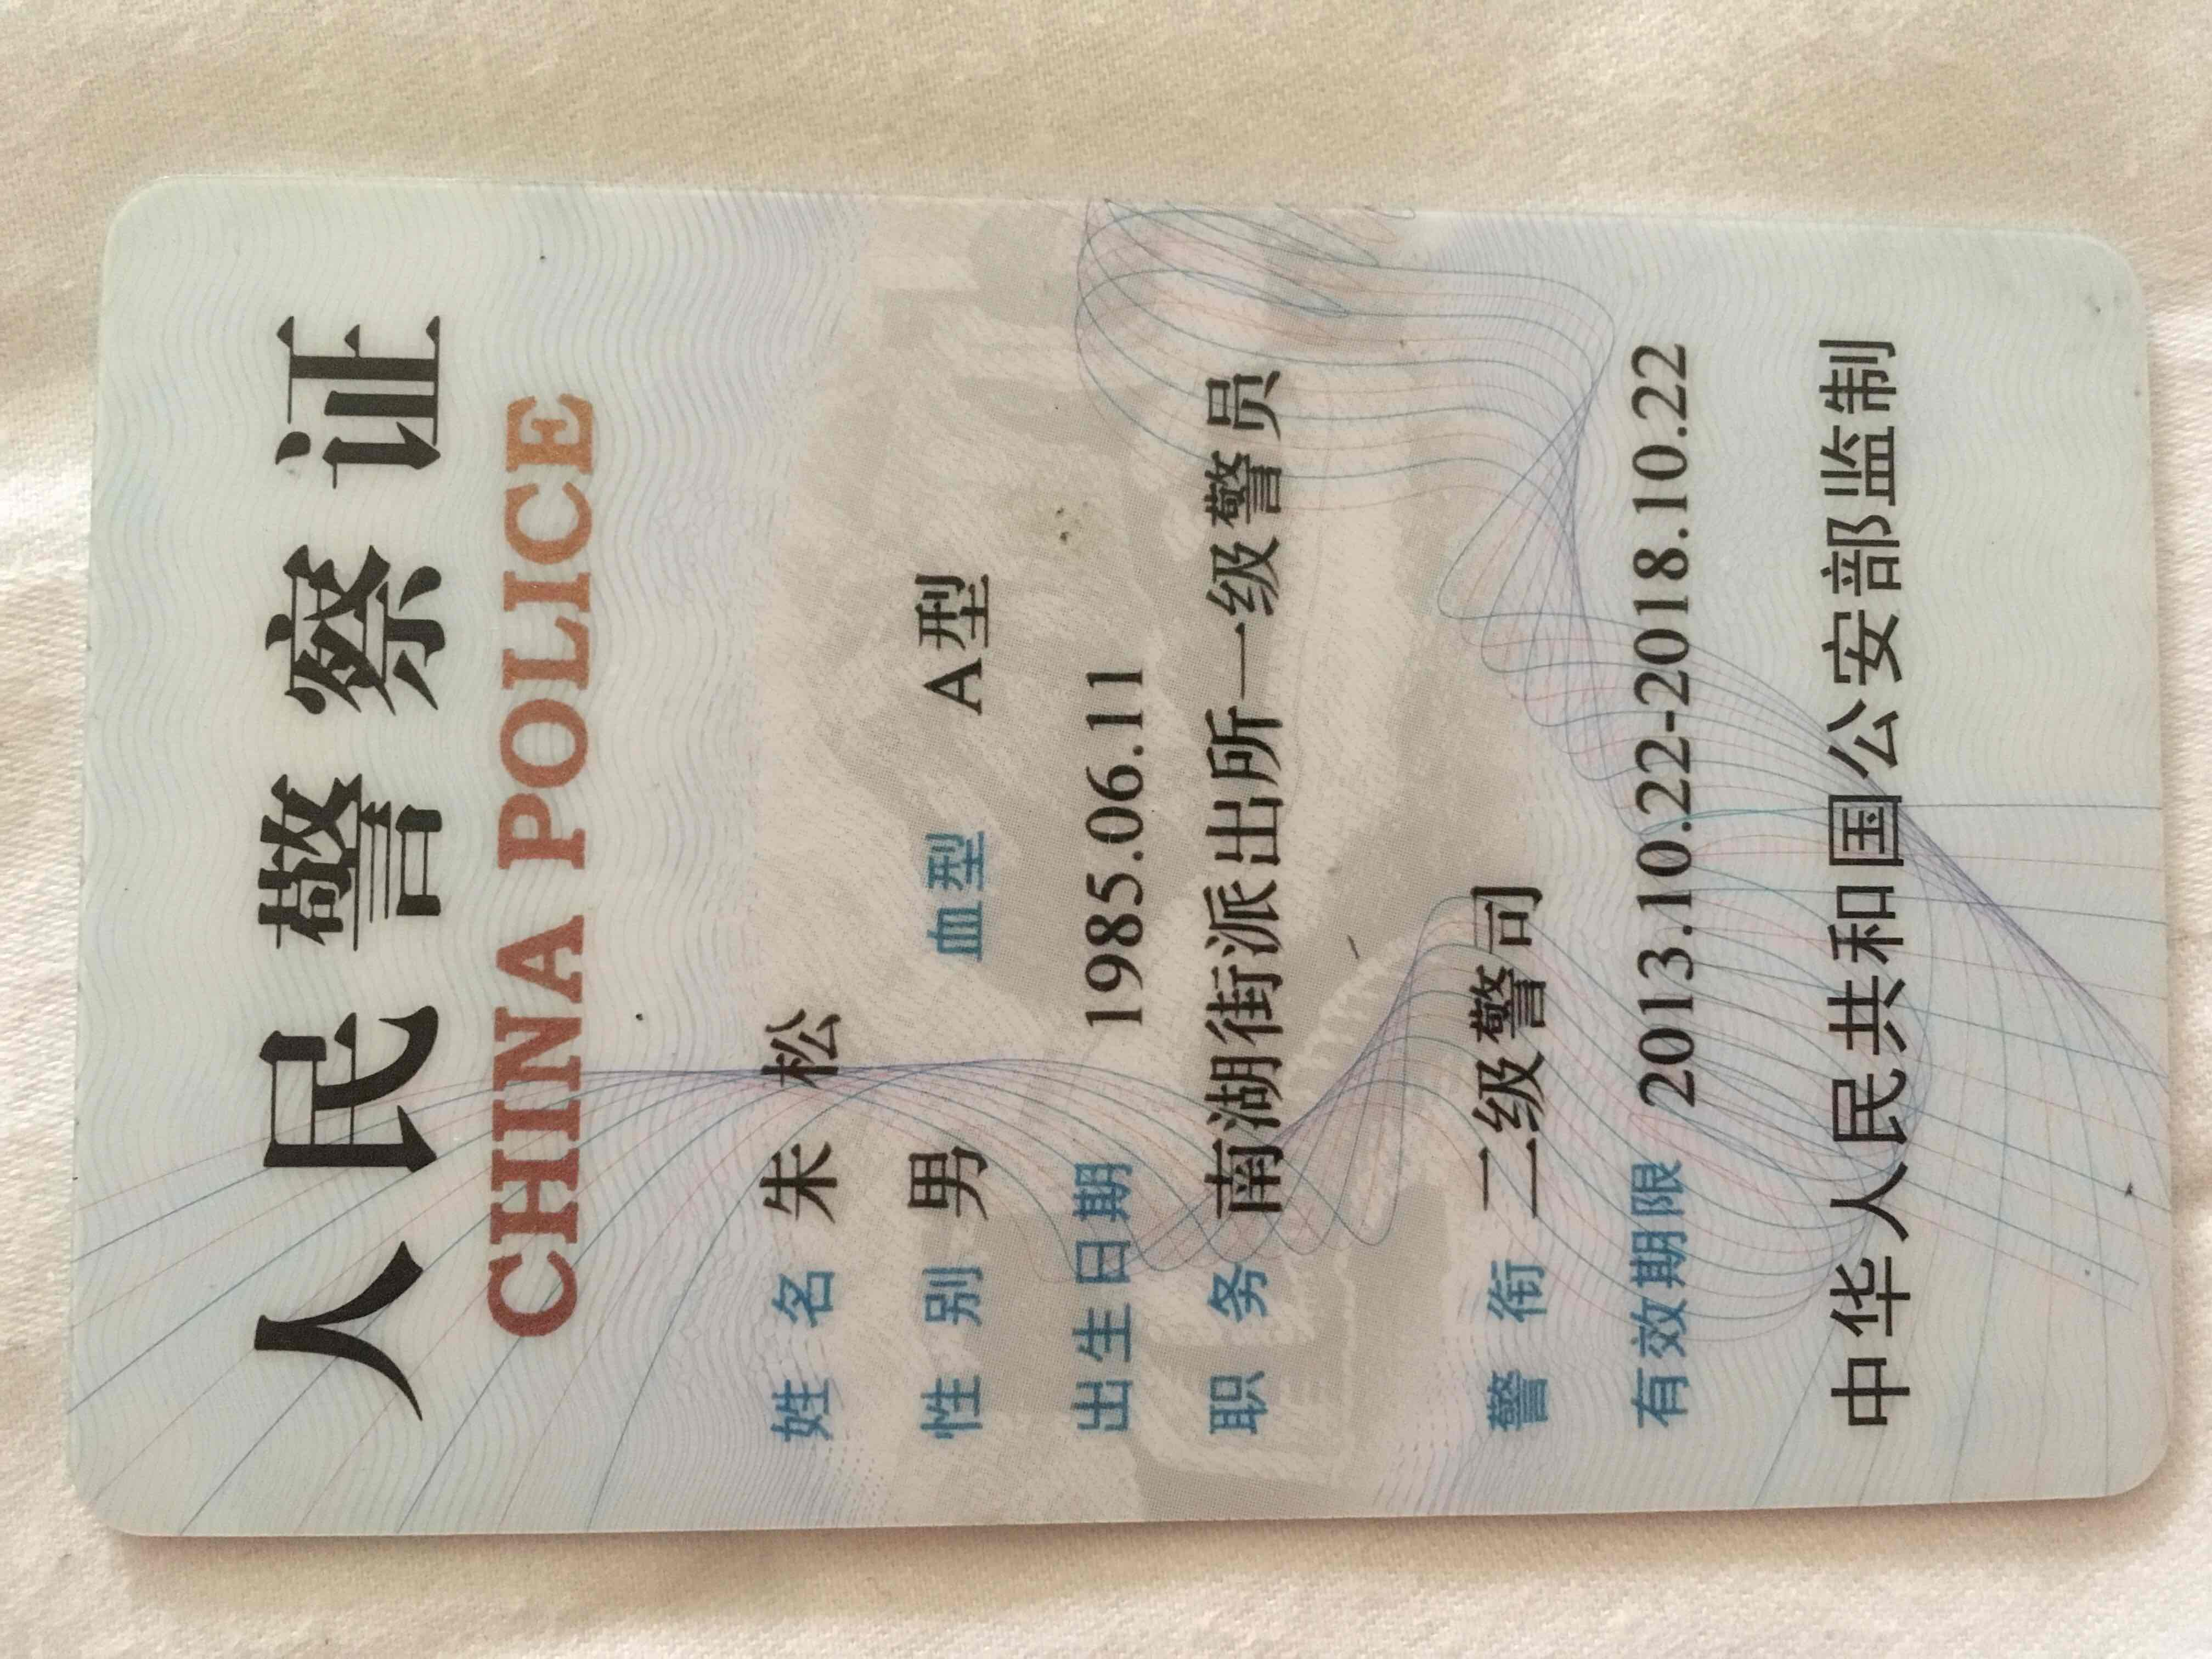 人民警察证
CHINA POLICE
姓名 朱松
性别 男 血型 A型
出生日期 1985.06.11
职务 南湖街派出所一级警员
警衔 二级警司
有效期限 2013.10.22-2018.10.22
中华人民共和国公安部监制